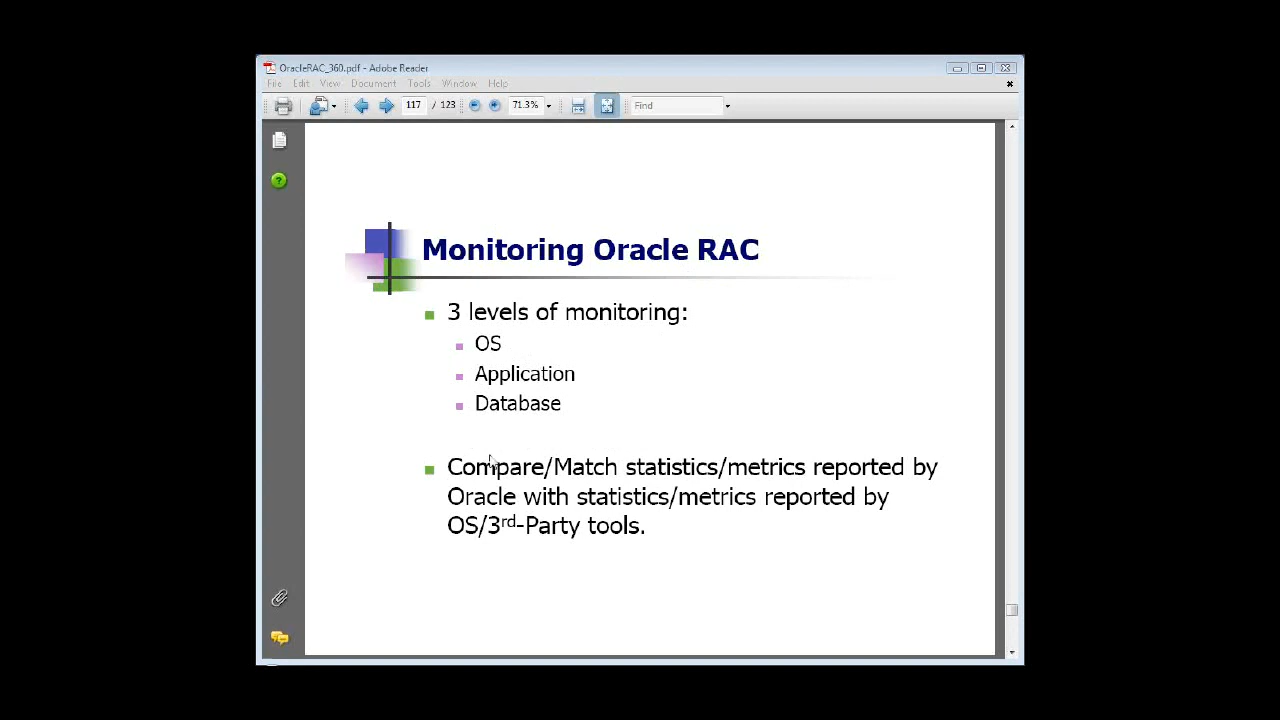 OracleRAC_360.pdf - Adobe Reader
File Edit View Document Tools Window Help
117 / 123 71.3% Find
Monitoring Oracle RAC
3 levels of monitoring:
OS
Application
Database
Compare/Match statistics/metrics reported by
Oracle with statistics/metrics reported by
OS/3rd-Party tools.